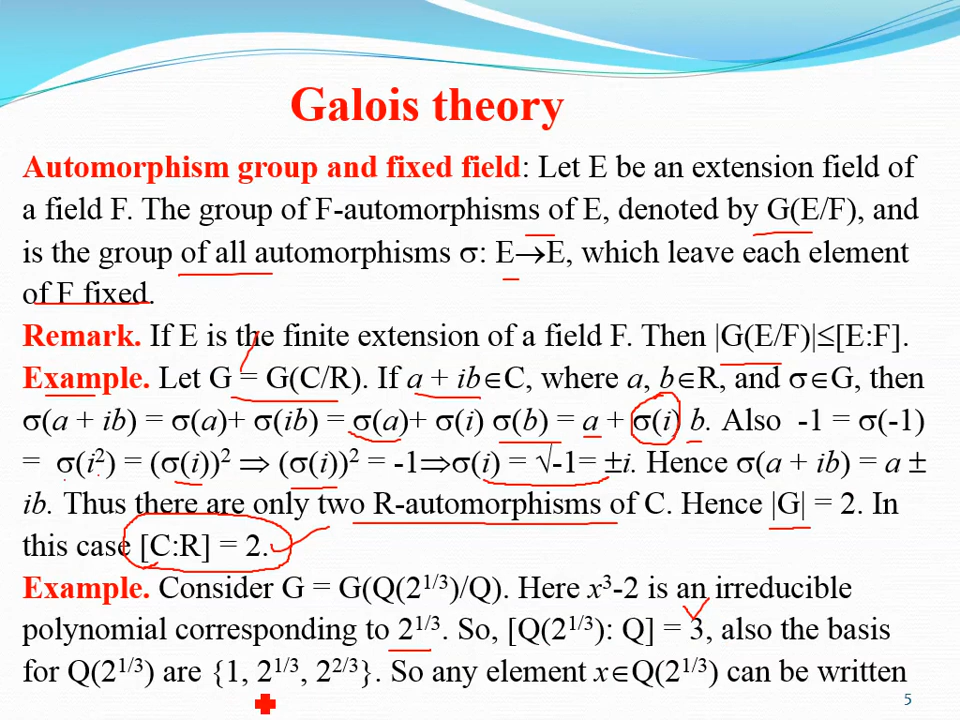 Galois theory
Automorphism group and fixed field: Let E be an extension field of
a field F. The group of F-automorphisms of E, denoted by G(E/F), and
is the group of all automorphisms σ: E→E, which leave each element
of F fixed.
Remark. If E is the finite extension of a field F. Then |G(E/F)|≤[E:F].
Example. Let G = G(C/R). If a + ib∈C, where a, b∈R, and σ∈G, then
σ(a + ib) = σ(a)+ σ(ib) = σ(a)+ σ(i) σ(b) = a + σ(i) b. Also -1 = σ(-1)
= σ(i²) = (σ(i))² ⇒ (σ(i))² = -1⇒σ(i) = √-1= ±i. Hence σ(a + ib) = a ±
ib. Thus there are only two R-automorphisms of C. Hence |G| = 2. In
this case [C:R] = 2.
Example. Consider G = G(Q(2^1/3)/Q). Here x³-2 is an irreducible
polynomial corresponding to 2^1/3. So, [Q(2^1/3): Q] = 3, also the basis
for Q(2^1/3) are {1, 2^1/3, 2^2/3}. So any element x∈Q(2^1/3) can be written
5